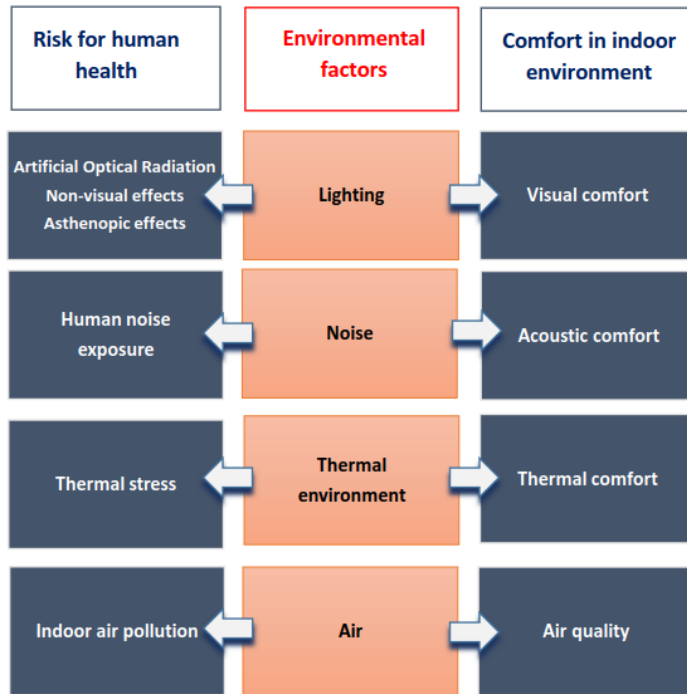 Risk for human
health
Environmental
factors
Comfort in indoor
environment
Artificial Optical Radiation
Non-visual effects
Asthenopic effects
Lighting
Visual comfort
Human noise
exposure
Noise
Acoustic comfort
Thermal stress
Thermal
environment
Thermal comfort
Indoor air pollution
Air
Air quality